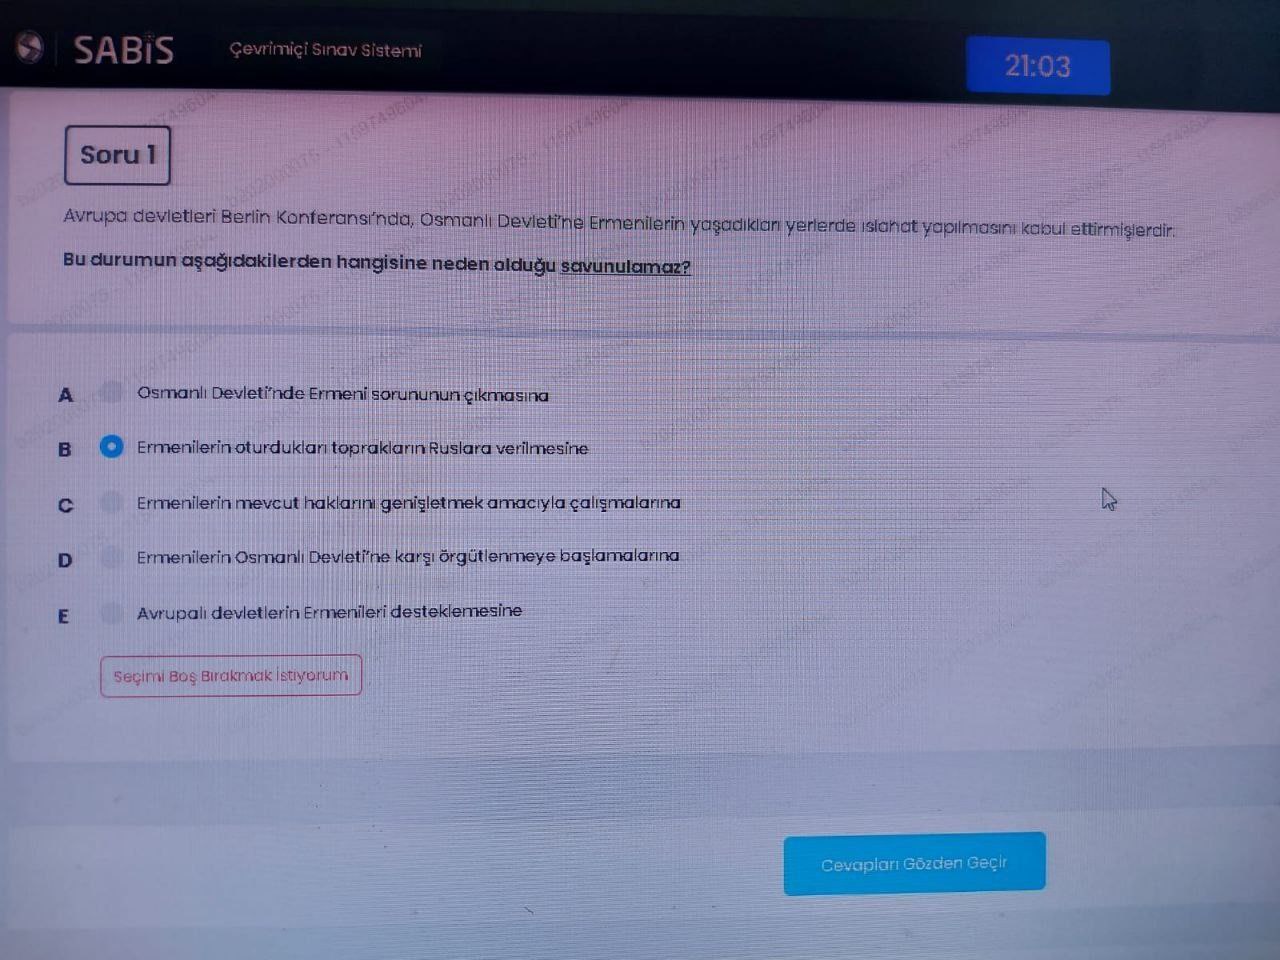 SABİS Çevrimiçi Sınav Sistemi 21:03
Soru 1
Avrupa devletleri Berlin Konferansı'nda, Osmanlı Devleti'ne Ermenilerin yaşadıkları yerlerde ıslahat yapılmasını kabul ettirmişlerdir.
Bu durumun aşağıdakilerden hangisine neden olduğu savunulamaz?
A Osmanlı Devleti'nde Ermeni sorununun çıkmasına
B Ermenilerin oturdukları toprakların Ruslara verilmesine
C Ermenilerin mevcut haklarını genişletmek amacıyla çalışmalarına
D Ermenilerin Osmanlı Devleti'ne karşı örgütlenmeye başlamalarına
E Avrupalı devletlerin Ermenileri desteklemesine
Seçimi Boş Bırakmak İstiyorum
Cevapları Gözden Geçir